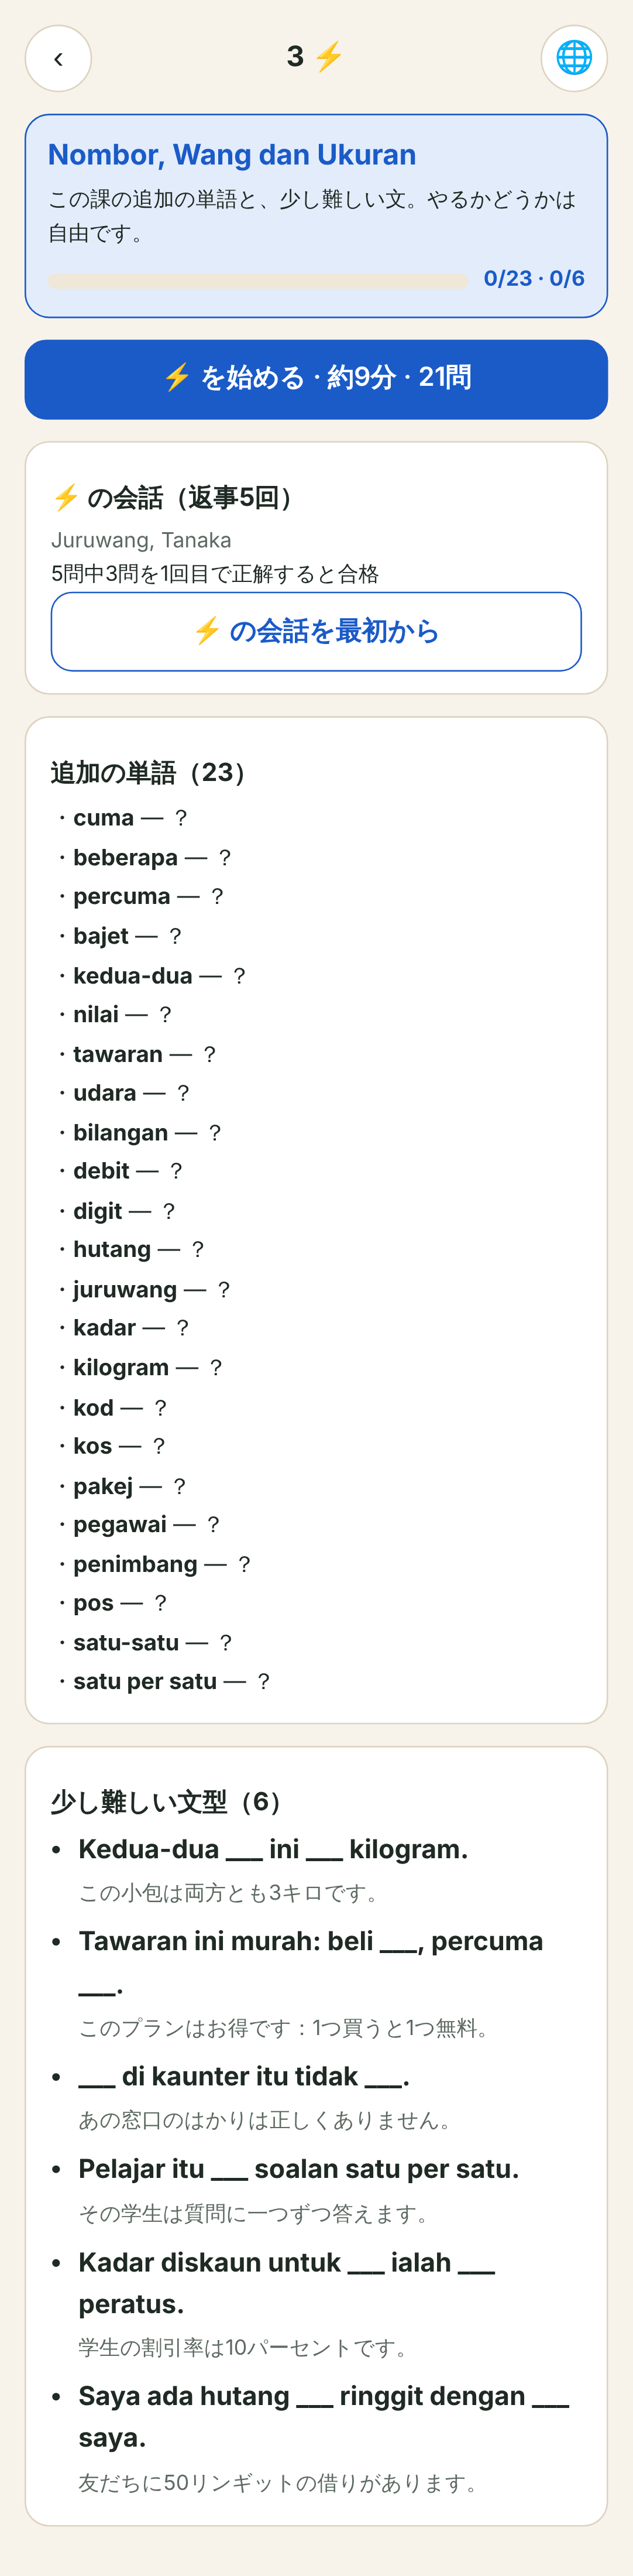 ‹
3 ⚡
🌐
Nombor, Wang dan Ukuran
この課の追加の単語と、少し難しい文。やるかどうかは
自由です。
0/23 · 0/6
⚡ を始める · 約9分 · 21問
⚡ の会話（返事5回）
Juruwang, Tanaka
5問中3問を1回目で正解すると合格
⚡ の会話を最初から
追加の単語（23）
· cuma — ？
· beberapa — ？
· percuma — ？
· bajet — ？
· kedua-dua — ？
· nilai — ？
· tawaran — ？
· udara — ？
· bilangan — ？
· debit — ？
· digit — ？
· hutang — ？
· juruwang — ？
· kadar — ？
· kilogram — ？
· kod — ？
· kos — ？
· pakej — ？
· pegawai — ？
· penimbang — ？
· pos — ？
· satu-satu — ？
· satu per satu — ？
少し難しい文型（6）
• Kedua-dua ___ ini ___ kilogram.
この小包は両方とも3キロです。
• Tawaran ini murah: beli ___, percuma
___.
このプランはお得です：1つ買うと1つ無料。
• ___ di kaunter itu tidak ___.
あの窓口のはかりは正しくありません。
• Pelajar itu ___ soalan satu per satu.
その学生は質問に一つずつ答えます。
• Kadar diskaun untuk ___ ialah ___
peratus.
学生の割引率は10パーセントです。
• Saya ada hutang ___ ringgit dengan ___
saya.
友だちに50リンギットの借りがあります。